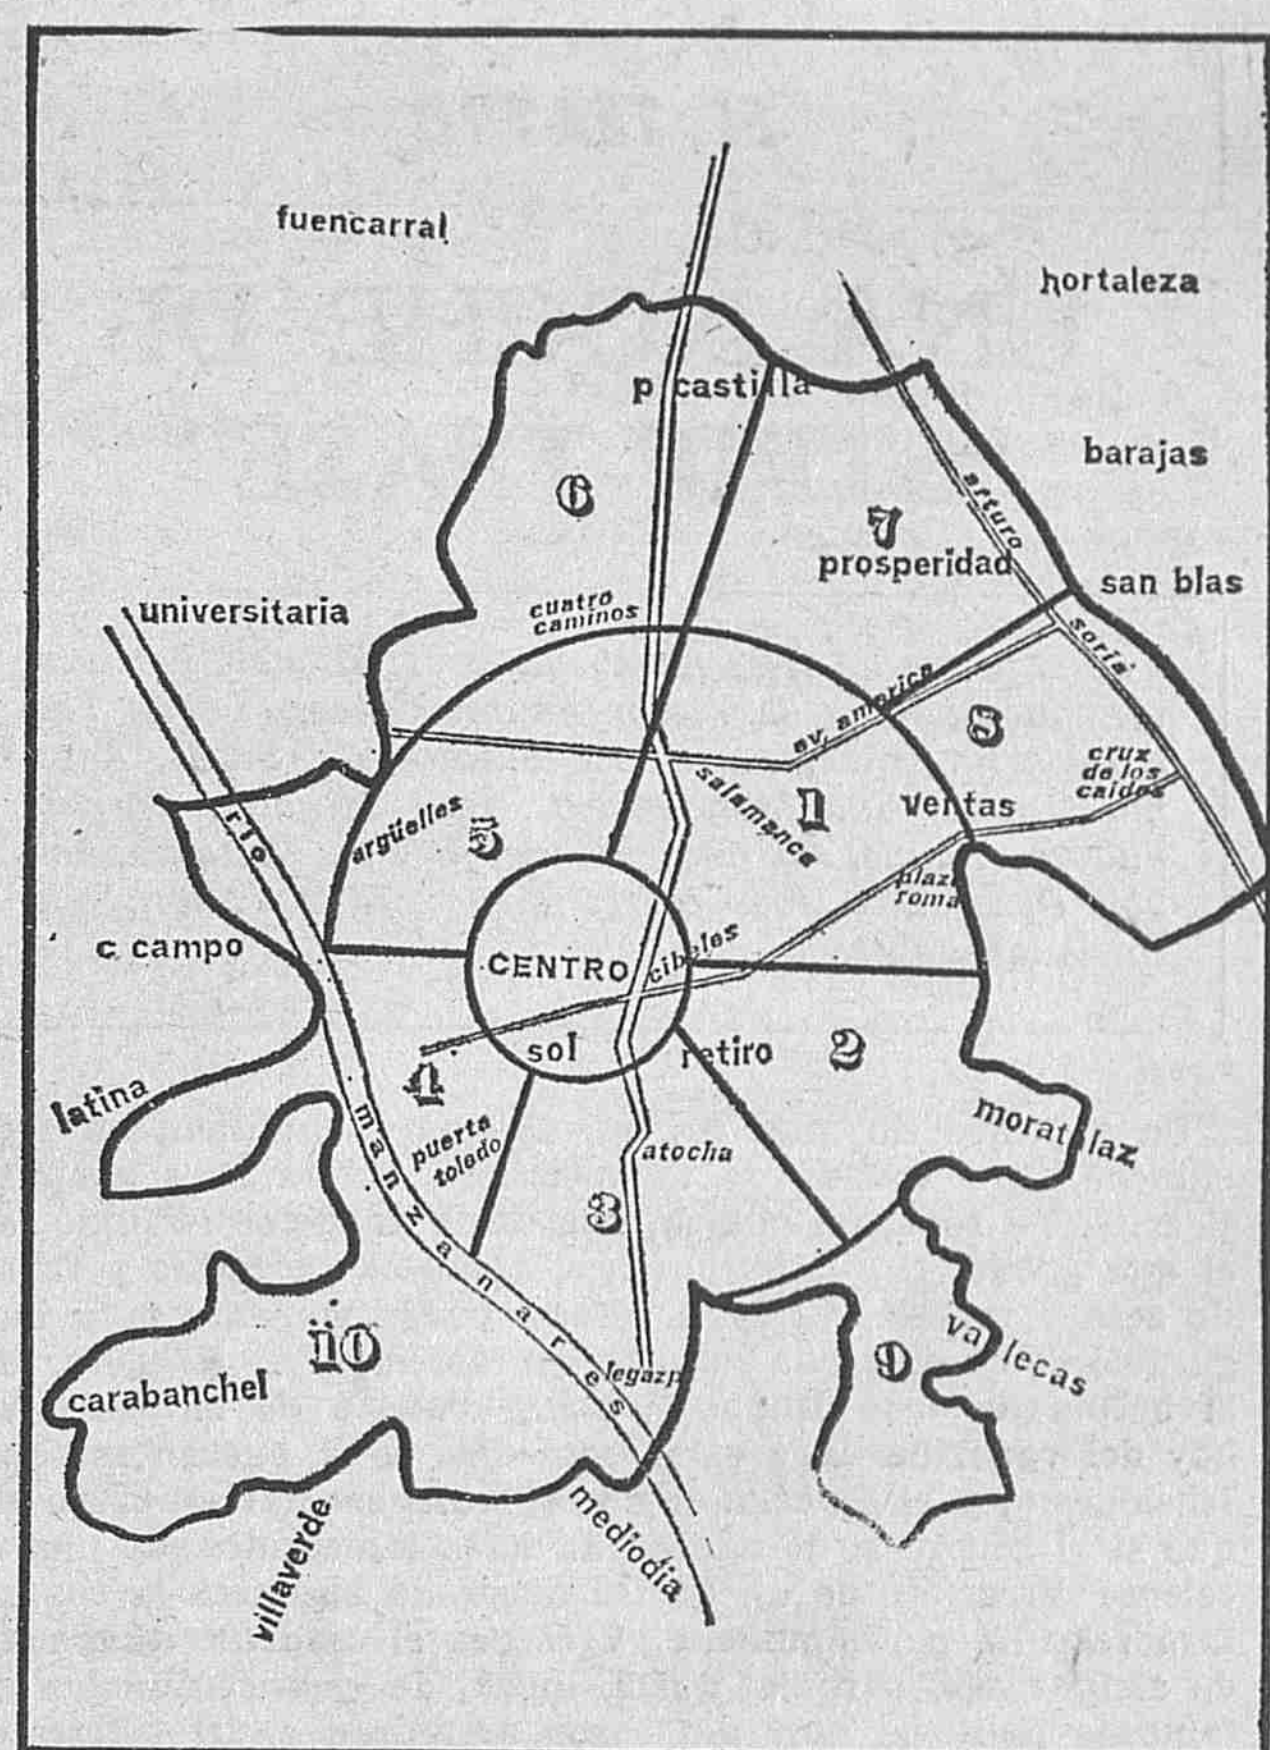 fuencarral
hortaleza
p castilla
barajas
6
7
arturo
prosperidad
san blas
universitaria
cuatro
caminos
soria
av. america
8
cruz
de los
caidos
salamanca
1
ventas
argüelles
5
rio
plaza
roma
c campo
CENTRO
cibeles
sol
retiro
2
4
latina
puerta
toledo
moratalaz
manzanares
atocha
3
10
carabanchel
9
vallecas
legazpi
villaverde
mediodia